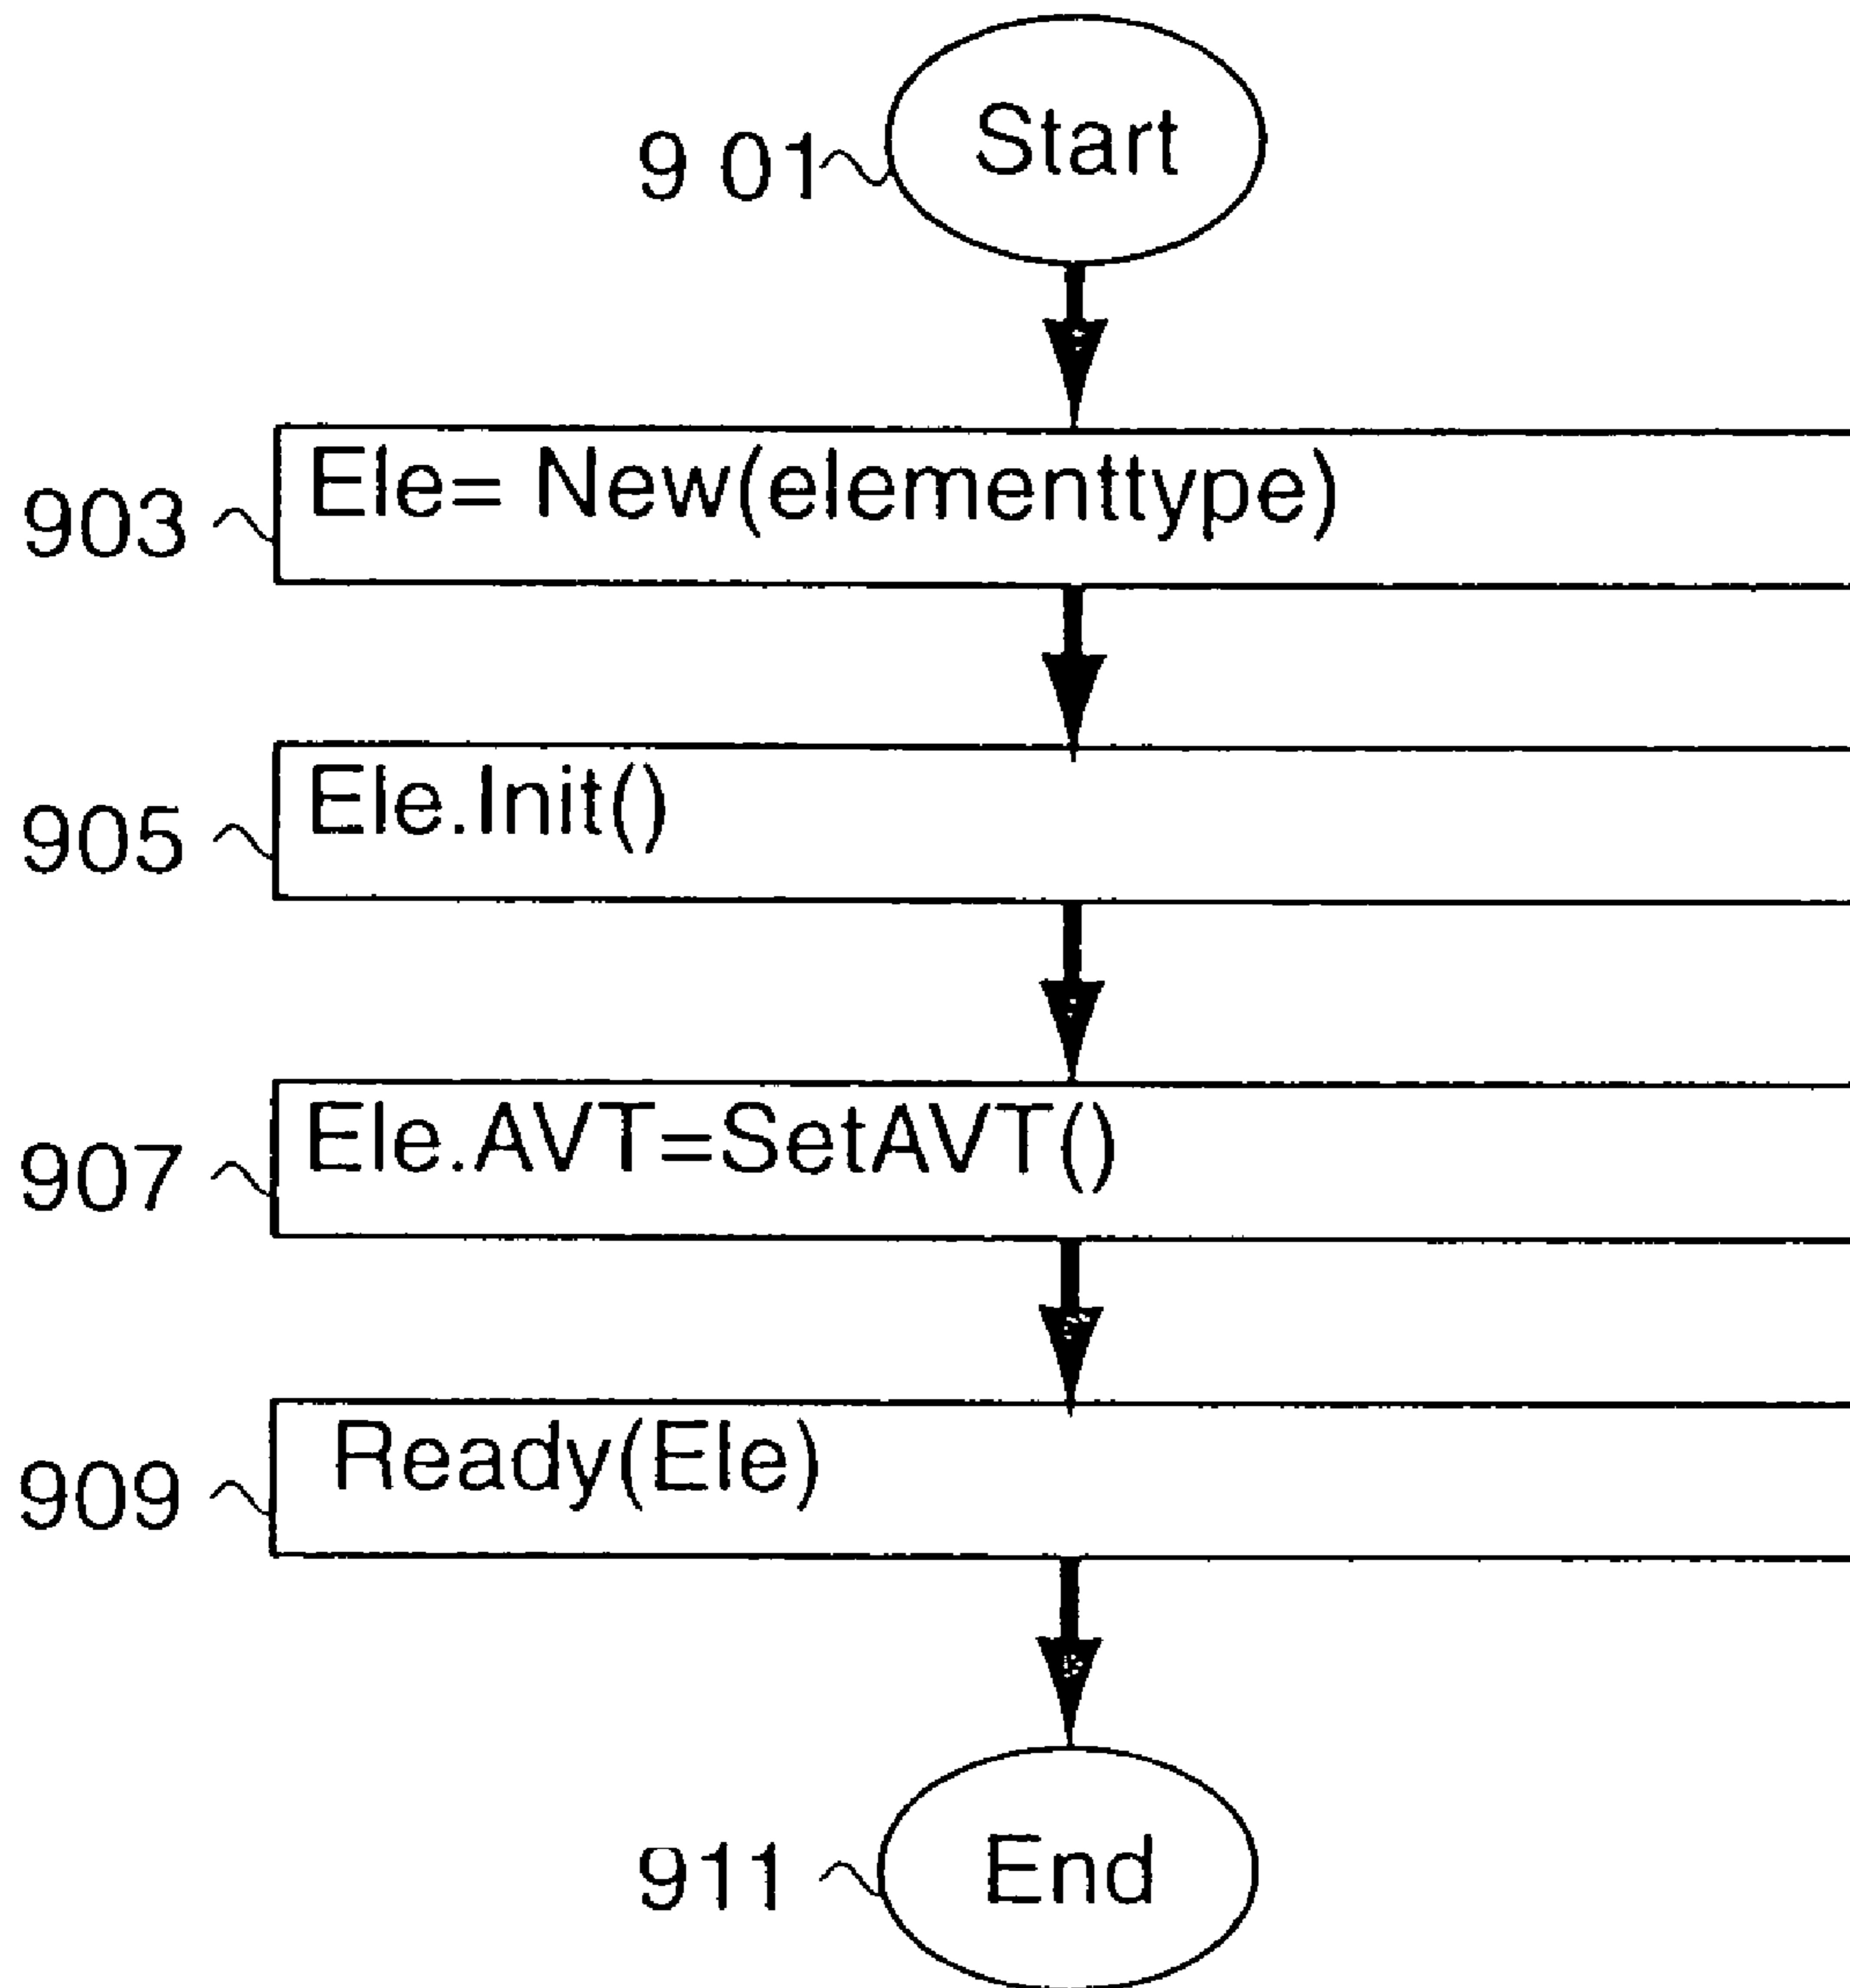 9 01 Start
903 Ele= New(elementtype)
905 Ele.Init()
907 Ele.AVT=SetAVT()
909 Ready(Ele)
911 End